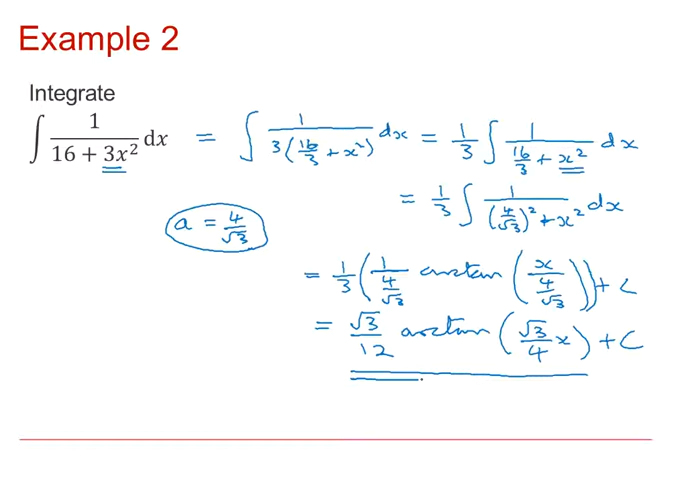 Example 2
Integrate
∫ 1/(16 + 3x²) dx = ∫ 1/(3(16/3 + x²)) dx = 1/3 ∫ 1/(16/3 + x²) dx
= 1/3 ∫ 1/((4/√3)² + x²) dx
a = 4/√3
= 1/3 (1/(4/√3) arctan (x/(4/√3))) + C
= √3/12 arctan (√3/4 x) + C